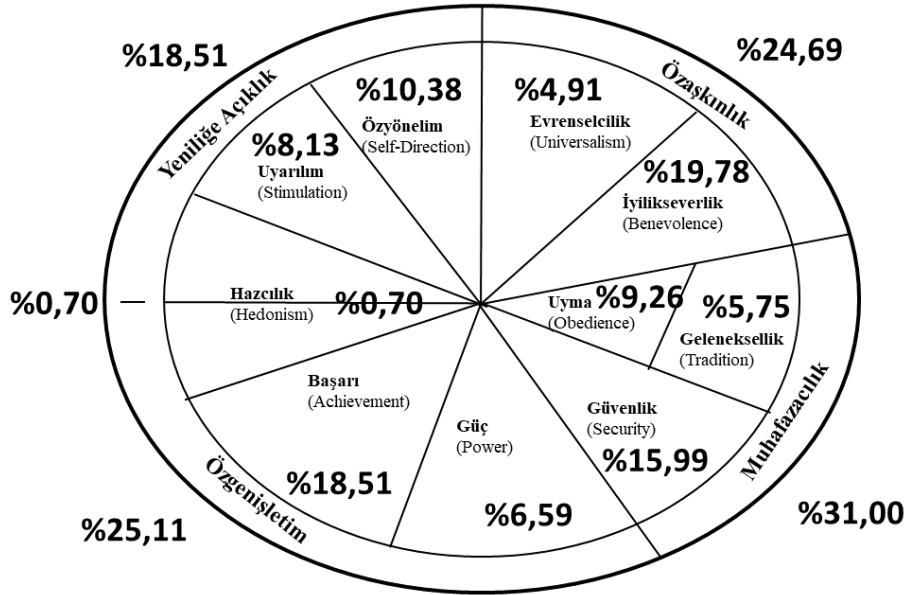 %18,51
%24,69
Yeniliğe Açıklık
Özaşkınlık
%10,38
Özyönelim
(Self-Direction)
%4,91
Evrenselcilik
(Universalism)
%8,13
Uyarılım
(Stimulation)
%19,78
İyilikseverlik
(Benevolence)
%0,70
Hazcılık
(Hedonism)
%0,70
Uyma
(Obedience)
%9,26
%5,75
Geleneksellik
(Tradition)
Başarı
(Achievement)
%18,51
Güç
(Power)
%6,59
Güvenlik
(Security)
%15,99
Muhafazacılık
Özgenişletim
%25,11
%31,00